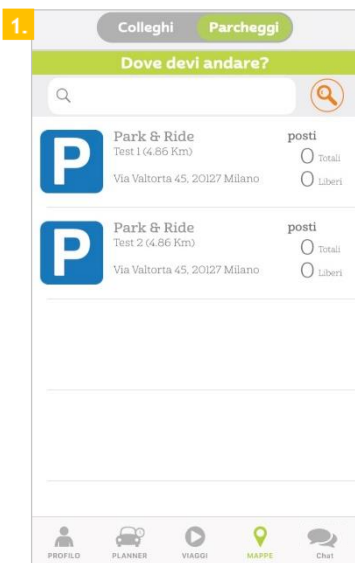 1.
Colleghi Parcheggi
Dove devi andare?
P
Park & Ride
Test 1 (4.86 Km)
Via Valtorta 45, 20127 Milano
posti
0 Totali
0 Liberi
P
Park & Ride
Test 2 (4.86 Km)
Via Valtorta 45, 20127 Milano
posti
0 Totali
0 Liberi
PROFILO PLANNER VIAGGI MAPPE Chat